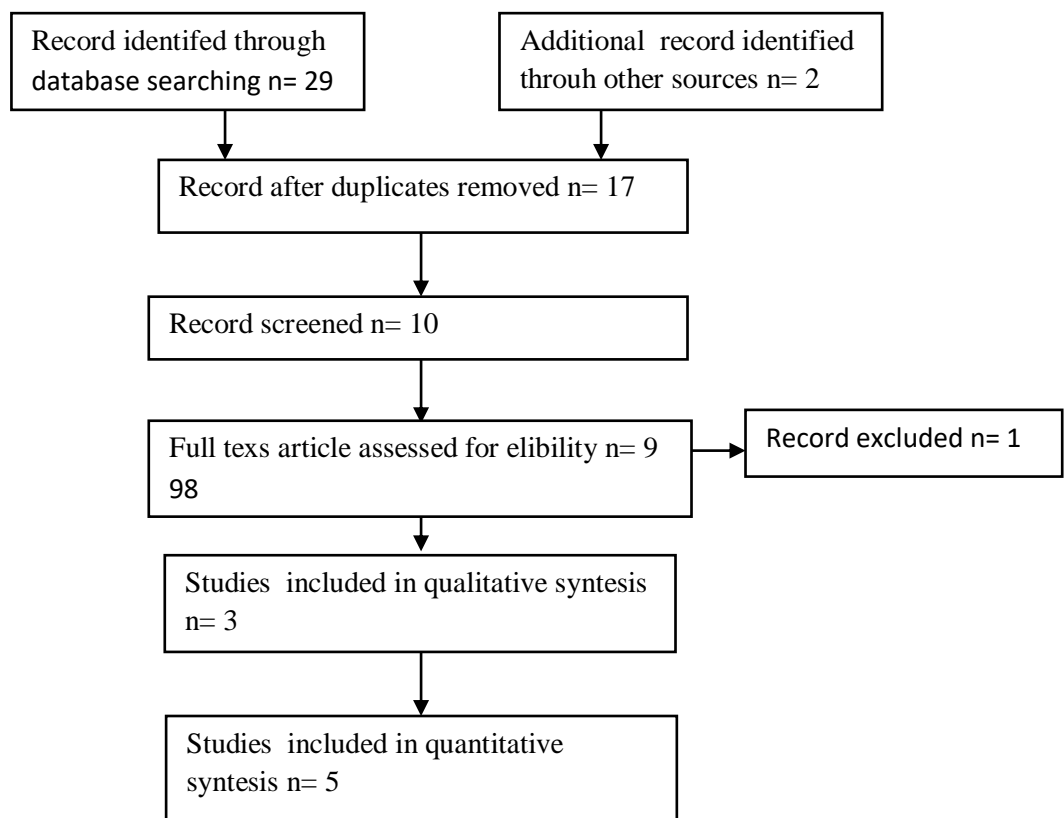 Record identifed through
database searching n= 29
Additional  record identified
throuh other sources n= 2
Record after duplicates removed n= 17
Record screened n= 10
Full texs article assessed for elibility n= 9
98
Record excluded n= 1
Studies  included in qualitative syntesis
n= 3
Studies  included in quantitative
syntesis n= 5